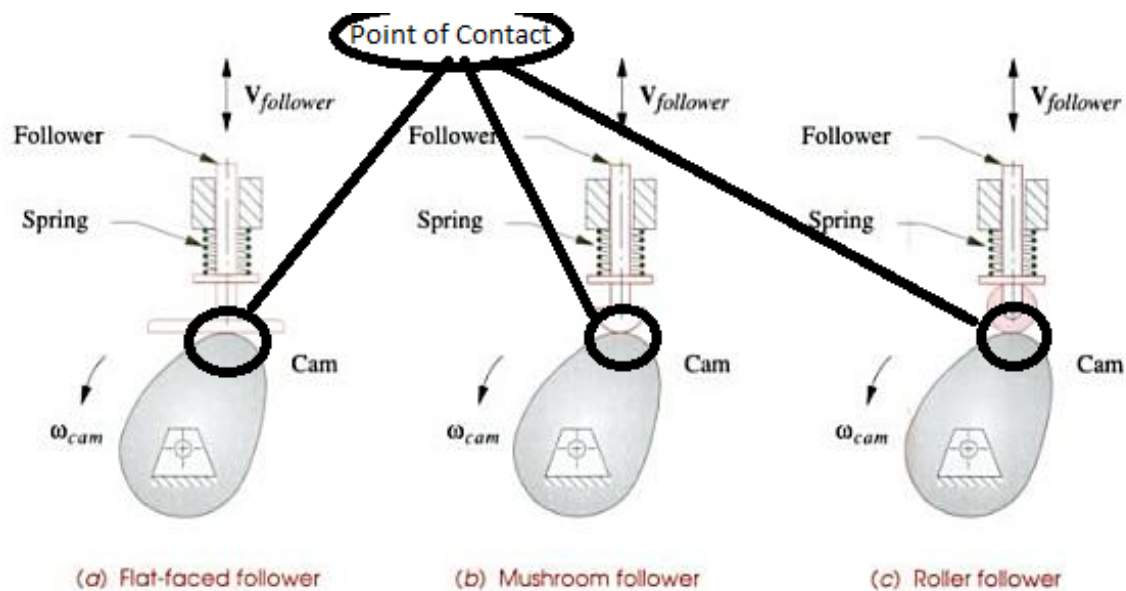 Point of Contact
V follower
Follower
Spring
Cam
ω cam
(a) Flat-faced follower
V follower
Follower
Spring
Cam
ω cam
(b) Mushroom follower
V follower
Follower
Spring
Cam
ω cam
(c) Roller follower